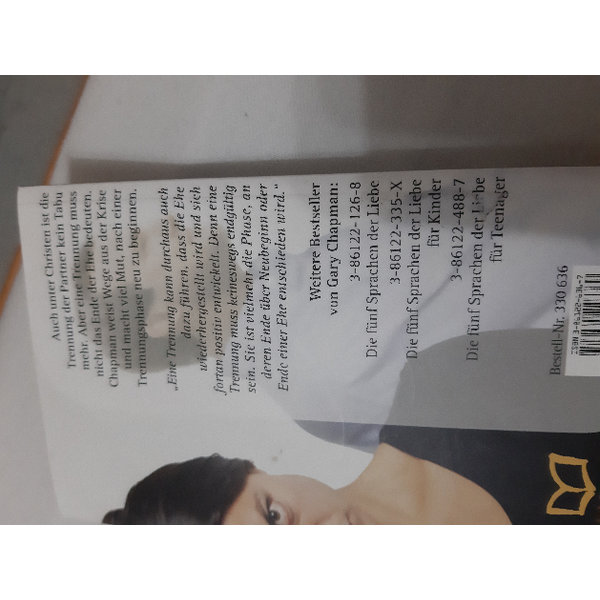 Auch unter Christen ist die
Trennung der Partner kein Tabu
mehr. Aber eine Trennung muss
nicht das Ende der Ehe bedeuten.
Chapman weist Wege aus der Krise
und macht viel Mut, nach einer
Trennungsphase neu zu beginnen.
„Eine Trennung kann durchaus auch
dazu führen, dass die Ehe
wiederhergestellt wird und sich
fortan positiv entwickelt. Denn eine
Trennung muss keineswegs endgültig
sein. Sie ist vielmehr die Phase, an
deren Ende über Neubeginn oder
Ende einer Ehe entschieden wird.“
Weitere Bestseller
von Gary Chapman:
3-86122-126-8
Die fünf Sprachen der Liebe
3-86122-335-X
Die fünf Sprachen der Liebe
für Kinder
3-86122-488-7
Die fünf Sprachen der Liebe
für Teenager
Bestell-Nr. 330 636